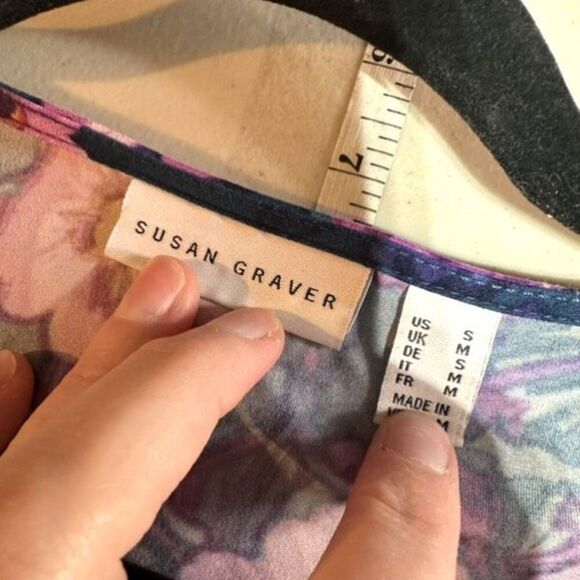 SUSAN GRAVER
US S
UK M
DE S
IT M
FR M
MADE IN
2